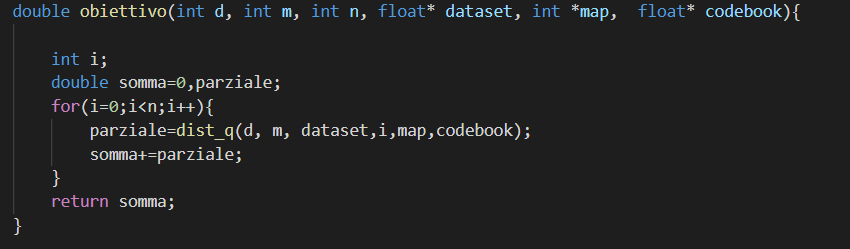 double obiettivo(int d, int m, int n, float* dataset, int *map,  float* codebook){
int i;
double somma=0,parziale;
for(i=0;i<n;i++){
parziale=dist_q(d, m, dataset,i,map,codebook);
somma+=parziale;
}
return somma;
}